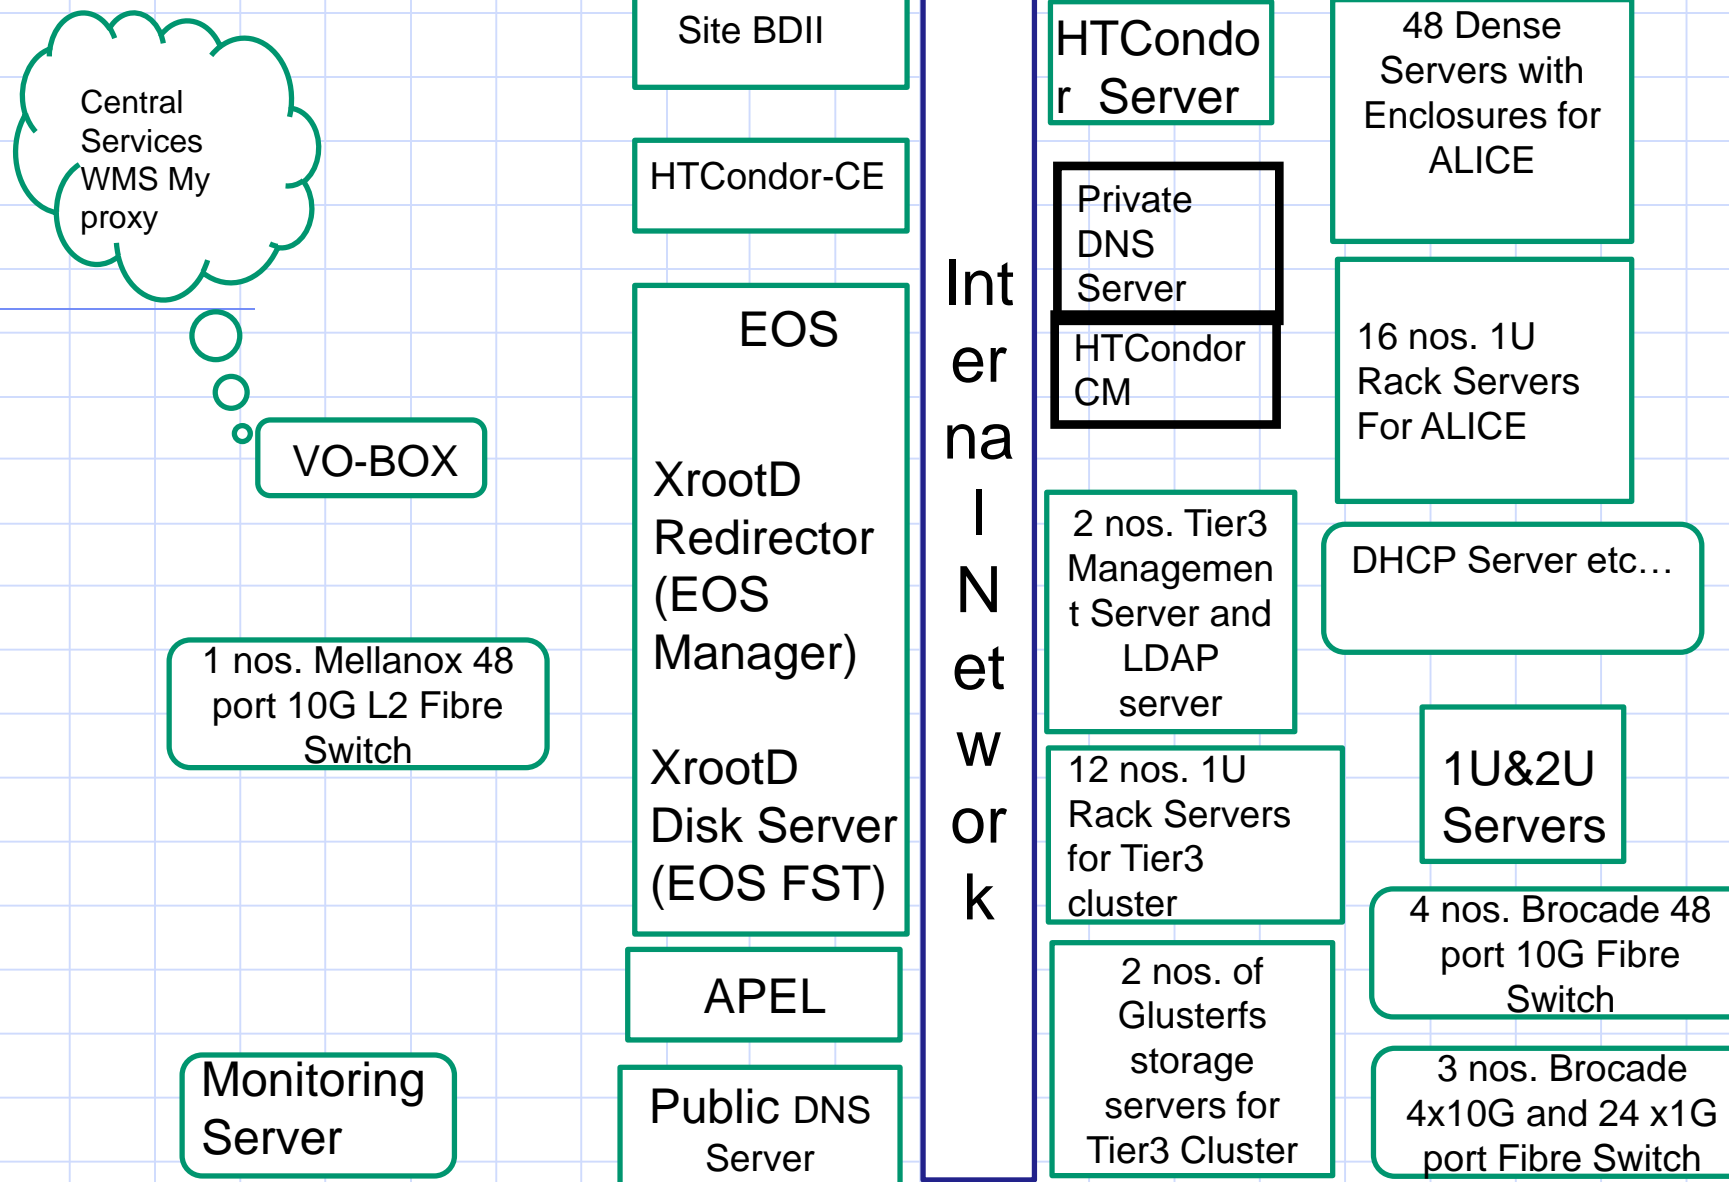 Central
Services
WMS My
proxy
VO-BOX
1 nos. Mellanox 48
port 10G L2 Fibre
Switch
Monitoring
Server
Site BDII
HTCondor-CE
EOS
XrootD
Redirector
(EOS
Manager)
XrootD
Disk Server
(EOS FST)
APEL
Public DNS
Server
Int
er
na
l
N
et
w
or
k
HTCondo
r Server
Private
DNS
Server
HTCondor
CM
2 nos. Tier3
Managemen
t Server and
LDAP
server
12 nos. 1U
Rack Servers
for Tier3
cluster
2 nos. of
Glusterfs
storage
servers for
Tier3 Cluster
48 Dense
Servers with
Enclosures for
ALICE
16 nos. 1U
Rack Servers
For ALICE
DHCP Server etc…
1U&2U
Servers
4 nos. Brocade 48
port 10G Fibre
Switch
3 nos. Brocade
4x10G and 24 x1G
port Fibre Switch